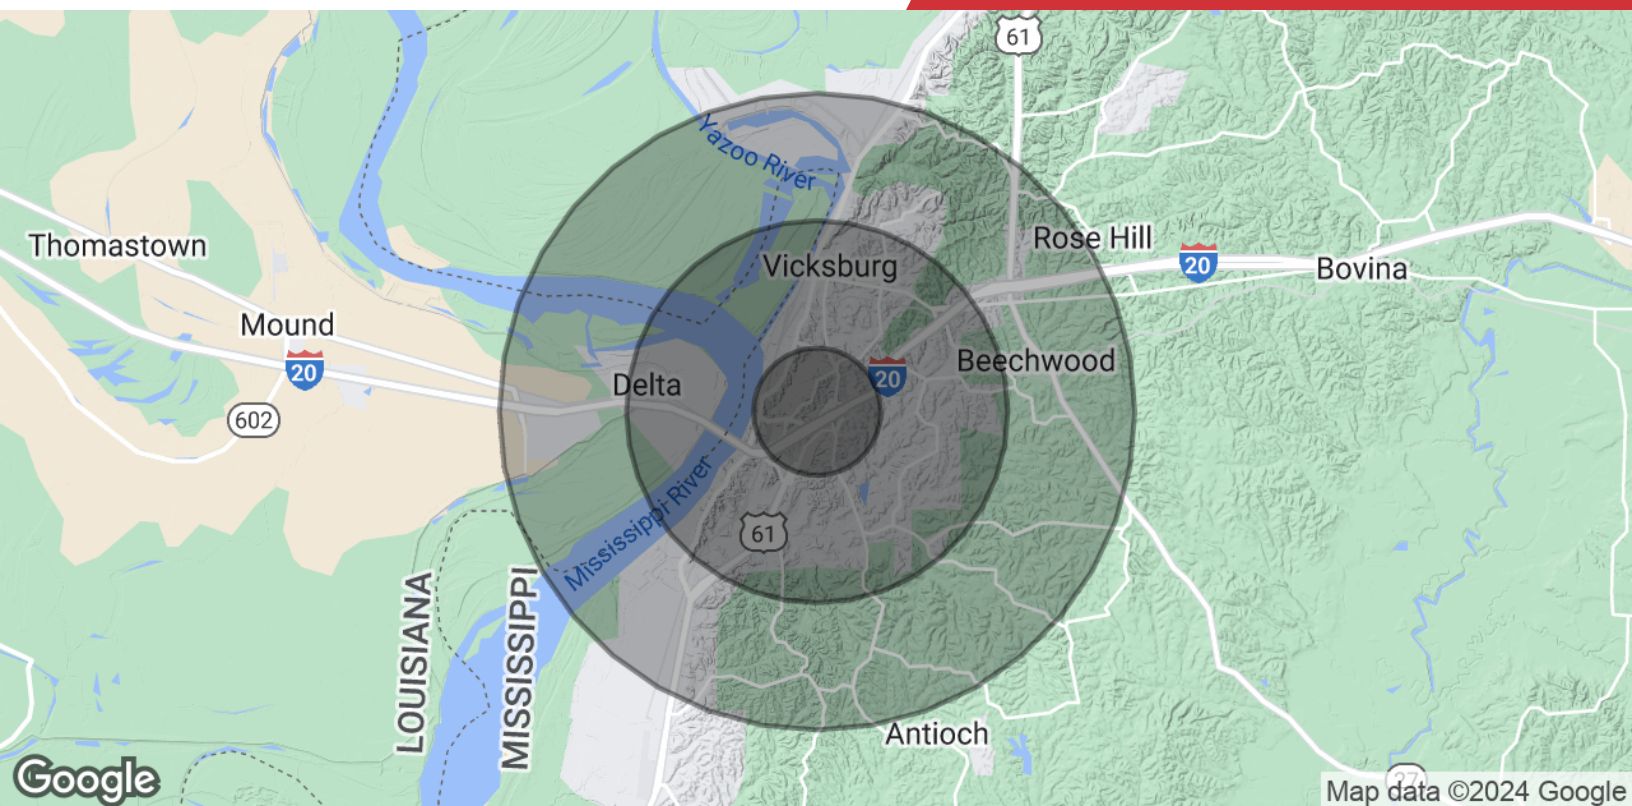 61
Yazoo River
Thomastown
Rose Hill
20
Bovina
Vicksburg
Mound
20
Delta
20
Beechwood
602
Mississippi River
61
LOUISIANA
MISSISSIPPI
Antioch
27
Google
Map data ©2024 Google